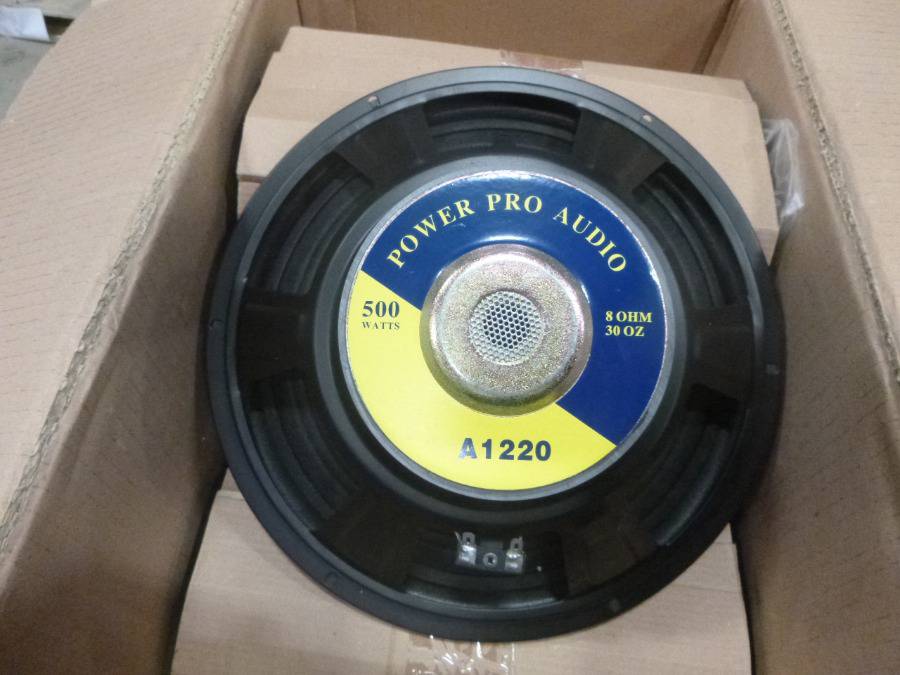 POWER PRO AUDIO
500
WATTS
8 OHM
30 OZ
A1220